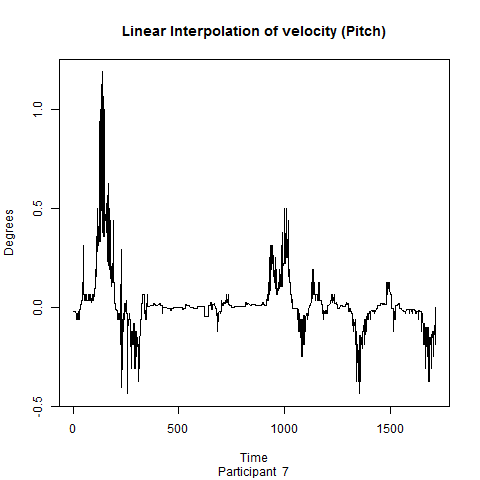 Linear Interpolation of velocity (Pitch)
Degrees
1.0
0.5
0.0
-0.5
0
500
1000
1500
Time
Participant 7